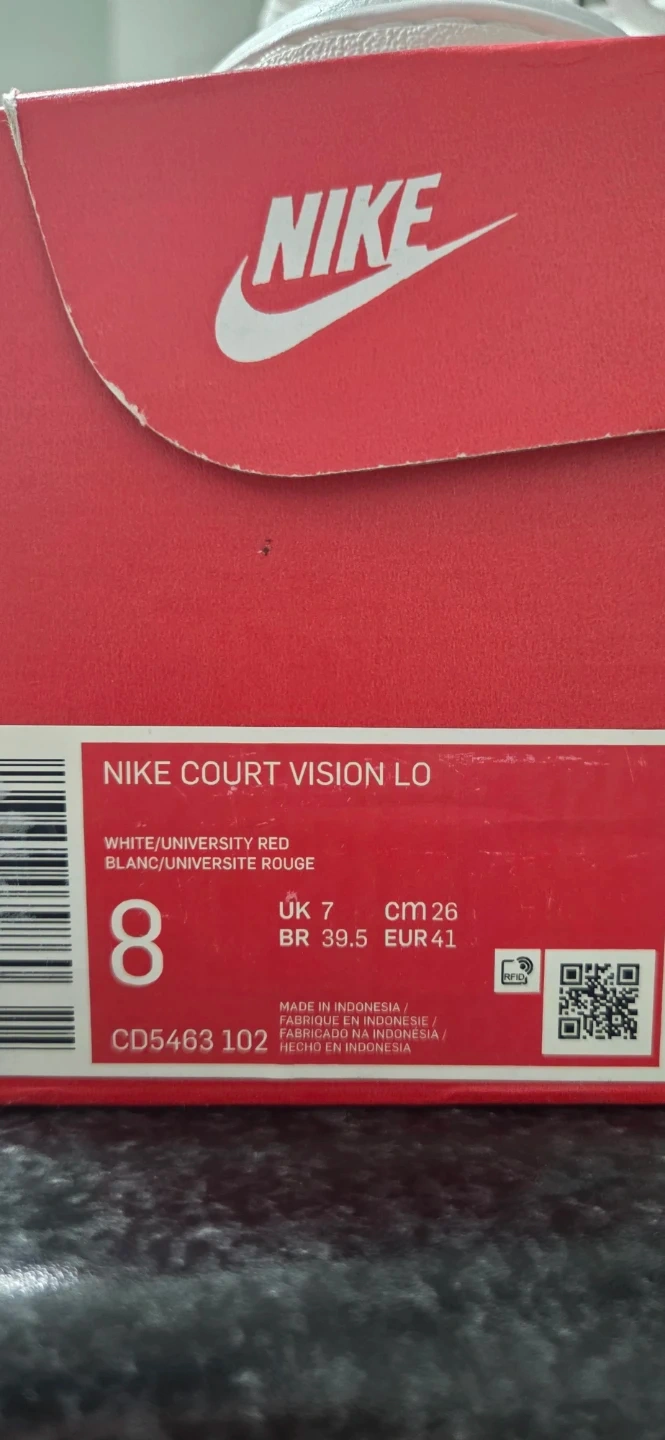 NIKE
NIKE COURT VISION LO
WHITE/UNIVERSITY RED
BLANC/UNIVERSITE ROUGE
8
UK 7 cm 26
BR 39.5 EUR 41
RFID
CD5463 102
MADE IN INDONESIA /
FABRIQUE EN INDONESIE /
FABRICADO NA INDONÉSIA /
HECHO EN INDONESIA